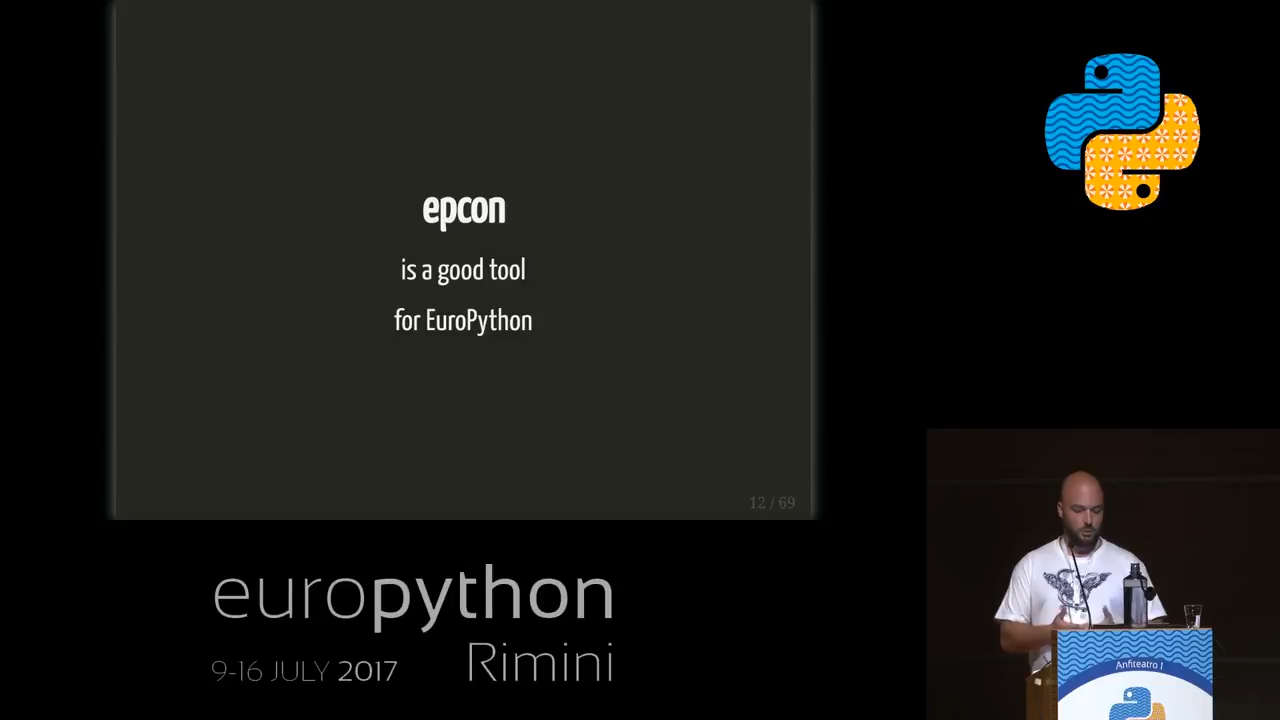 epcon
is a good tool
for EuroPython
12 / 69
europython
9-16 JULY 2017
Rimini
Anfiteatro I